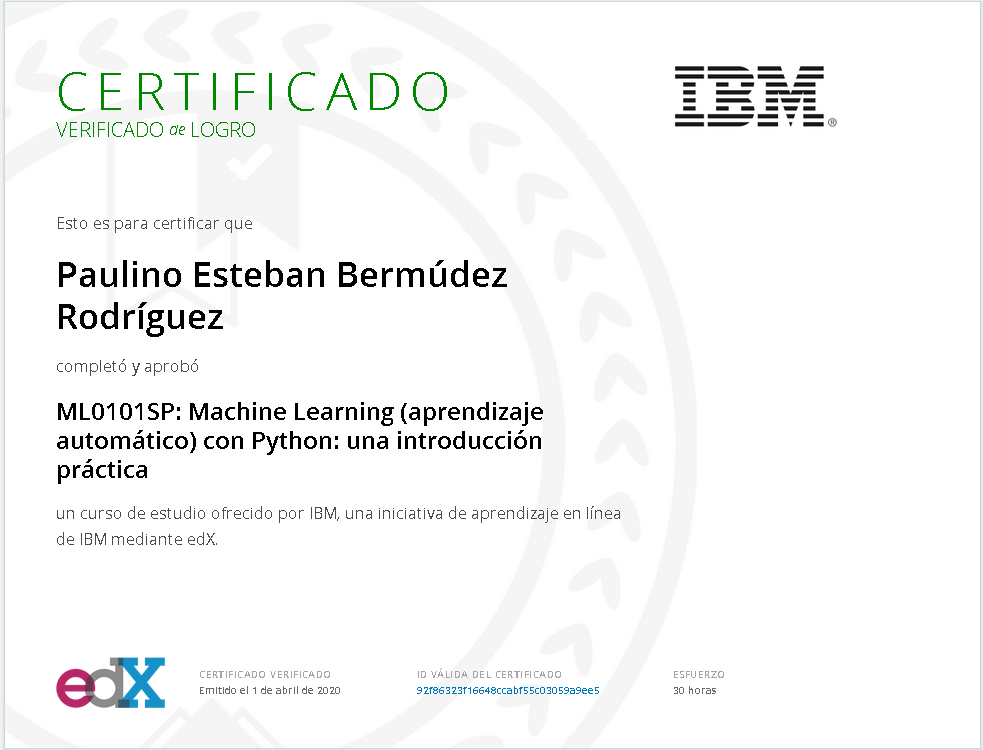 CERTIFICADO
VERIFICADO de LOGRO
IBM®
Esto es para certificar que
Paulino Esteban Bermúdez
Rodríguez
completó y aprobó
ML0101SP: Machine Learning (aprendizaje
automático) con Python: una introducción
práctica
un curso de estudio ofrecido por IBM, una iniciativa de aprendizaje en línea
de IBM mediante edX.
edX
CERTIFICADO VERIFICADO
Emitido el 1 de abril de 2020
ID VÁLIDA DEL CERTIFICADO
92f86323f16648ccabf55c03059a9ee5
ESFUERZO
30 horas